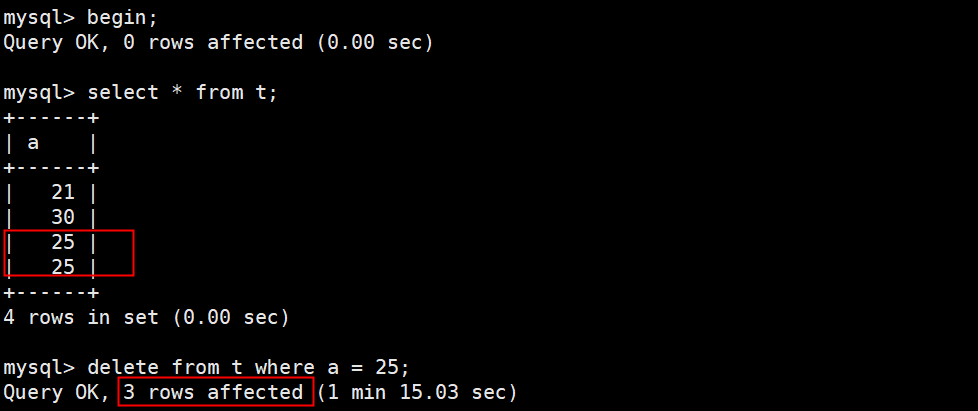 mysql> begin;
Query OK, 0 rows affected (0.00 sec)
mysql> select * from t;
+------+
| a    |
+------+
|   21 |
|   30 |
|   25 |
|   25 |
+------+
4 rows in set (0.00 sec)
mysql> delete from t where a = 25;
Query OK, 3 rows affected (1 min 15.03 sec)